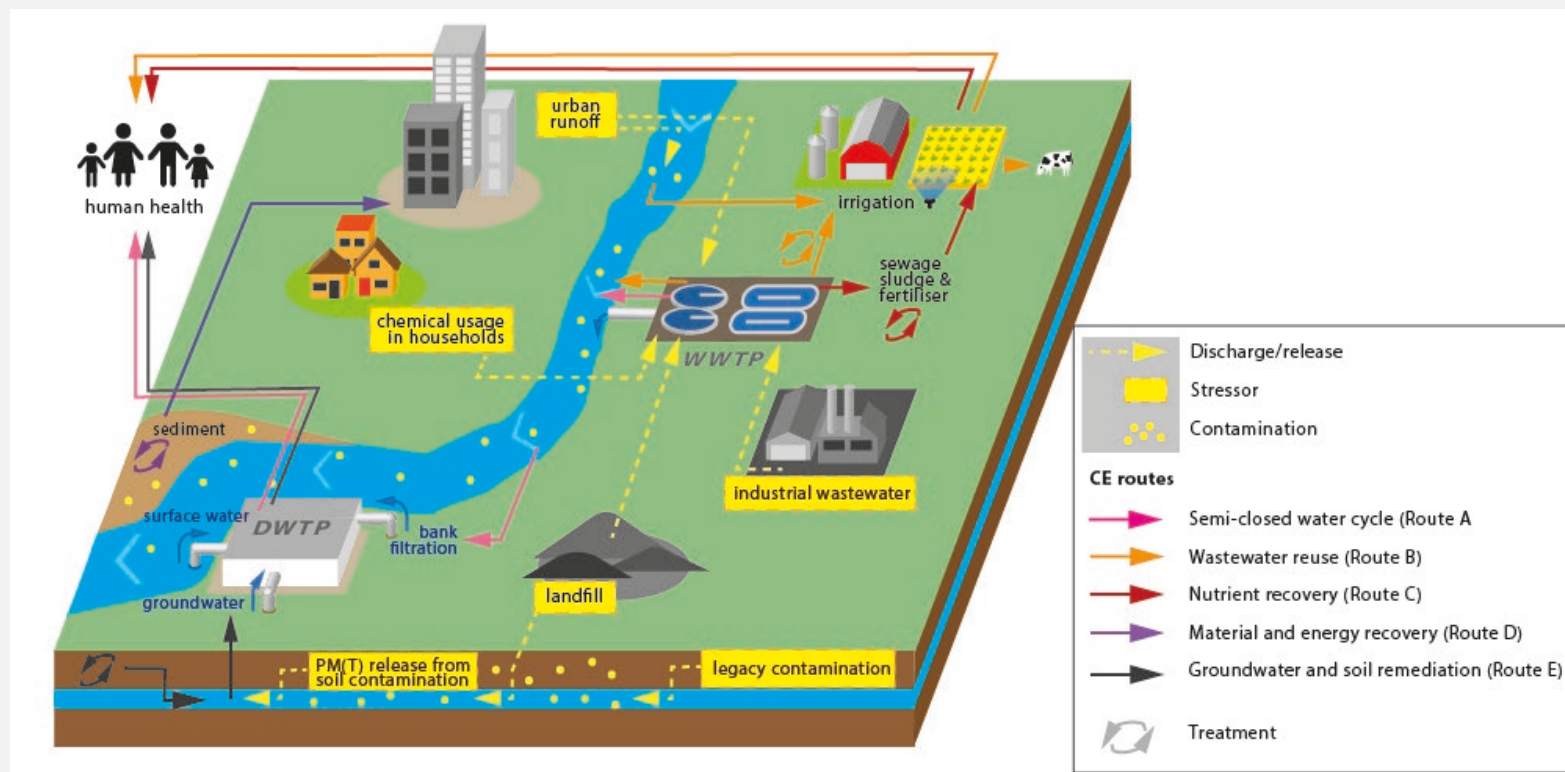 urban
runoff
human health
irrigation
sewage
sludge &
fertiliser
chemical usage
in households
WWTP
sediment
industrial wastewater
surface water
DWTP
bank
filtration
groundwater
landfill
PM(T) release from
soil contamination
legacy contamination
Discharge/release
Stressor
Contamination
CE routes
Semi-closed water cycle (Route A
Wastewater reuse (Route B)
Nutrient recovery (Route C)
Material and energy recovery (Route D)
Groundwater and soil remediation (Route E)
Treatment